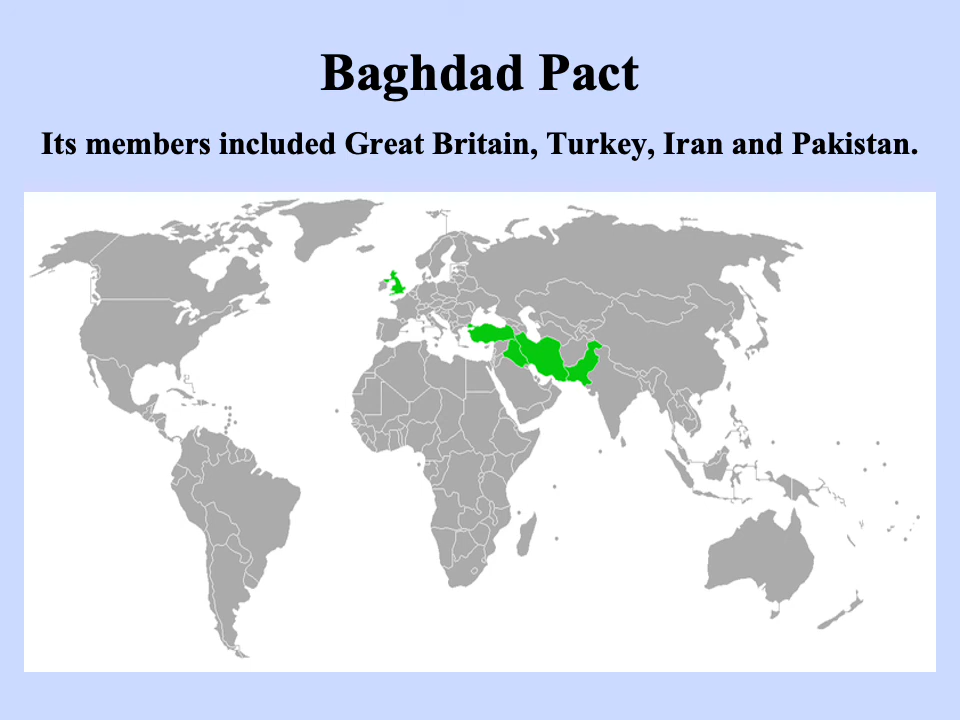 Baghdad Pact
Its members included Great Britain, Turkey, Iran and Pakistan.